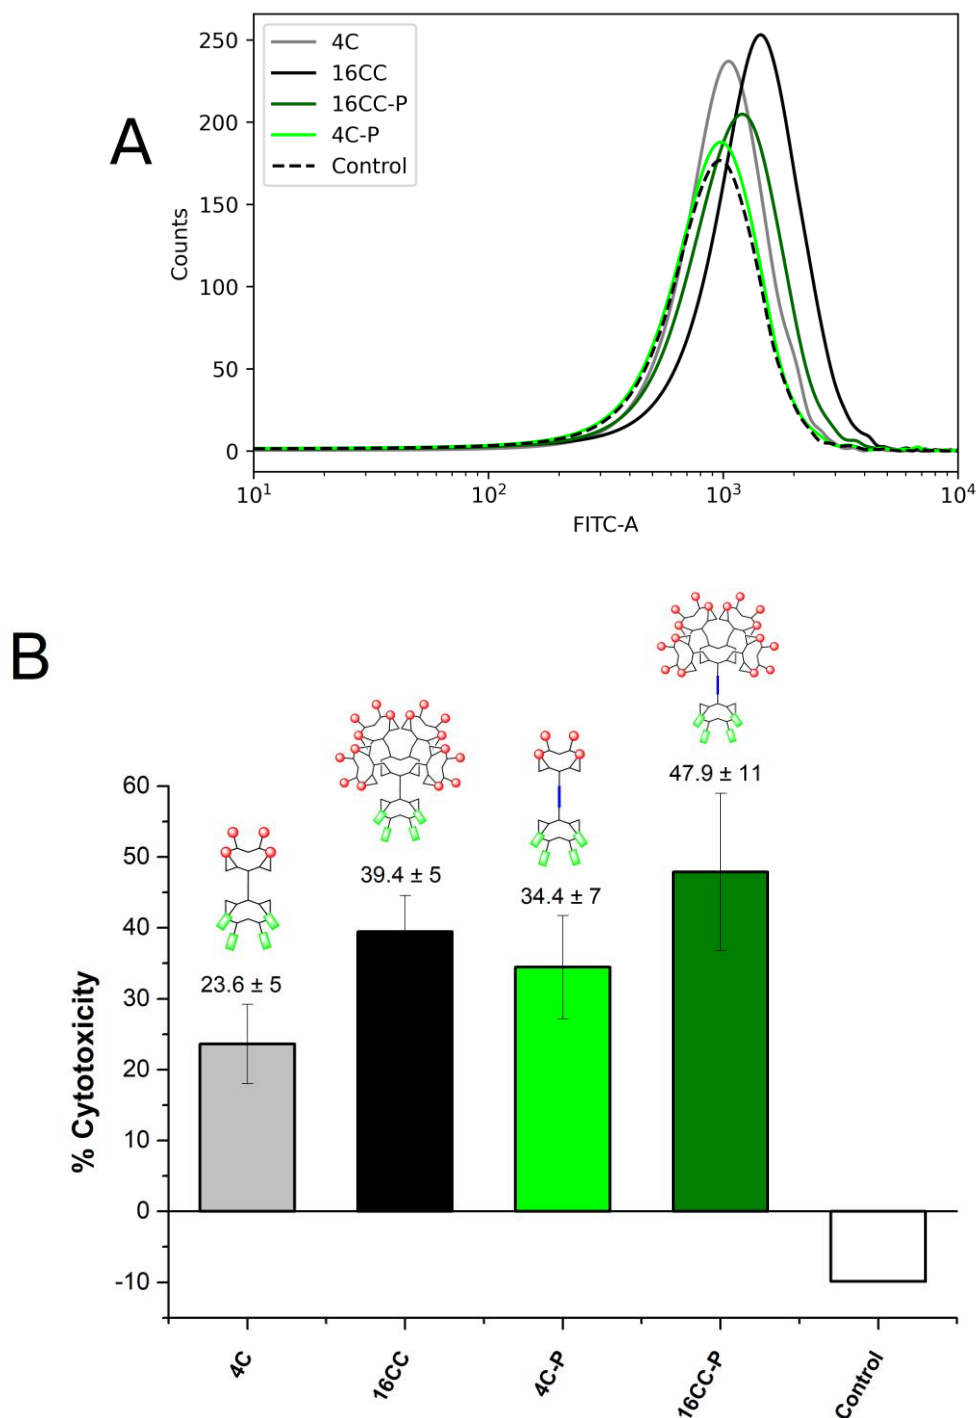 A
250
200
150
100
50
0
Counts
4C
16CC
16CC-P
4C-P
Control
10¹ 10² 10³ 10⁴
FITC-A
B
47.9 ± 11
39.4 ± 5
34.4 ± 7
23.6 ± 5
60
50
40
30
20
10
0
-10
% Cytotoxicity
4C 16CC 4C-P 16CC-P Control